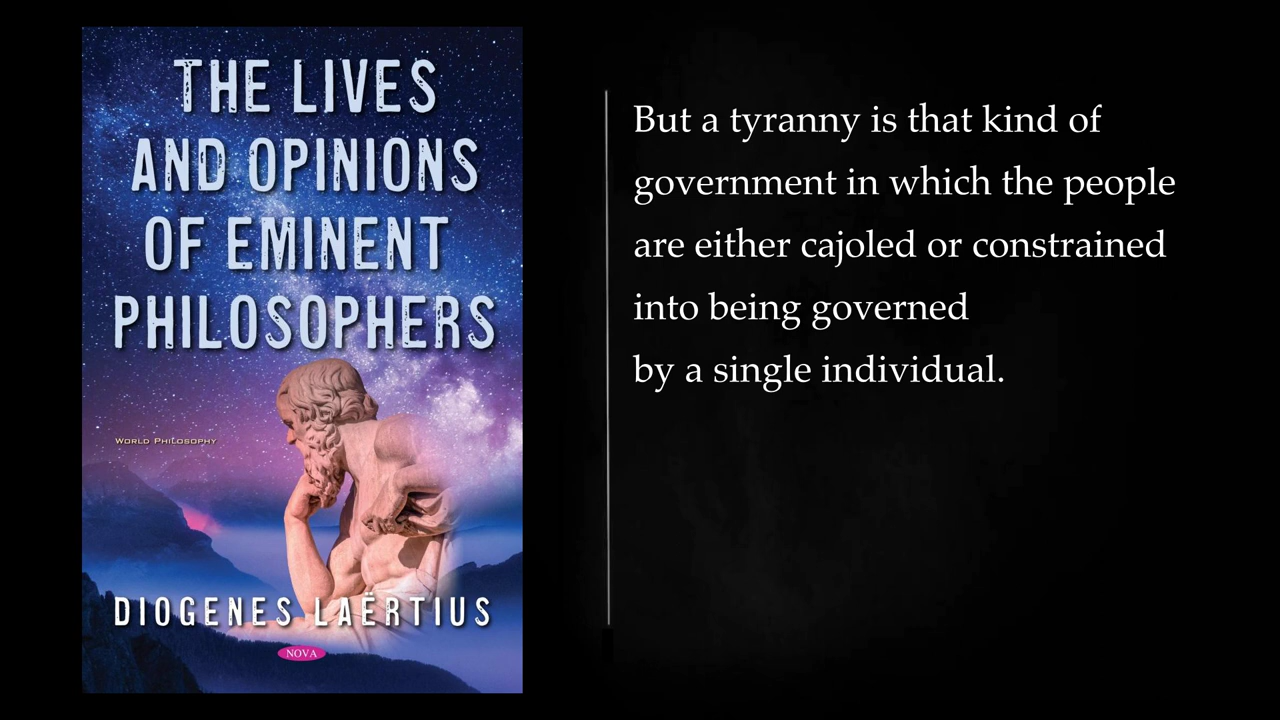 THE LIVES
AND OPINIONS
OF EMINENT
PHILOSOPHERS
WORLD PHILOSOPHY
DIOGENES LAËRTIUS
NOVA
But a tyranny is that kind of
government in which the people
are either cajoled or constrained
into being governed
by a single individual.